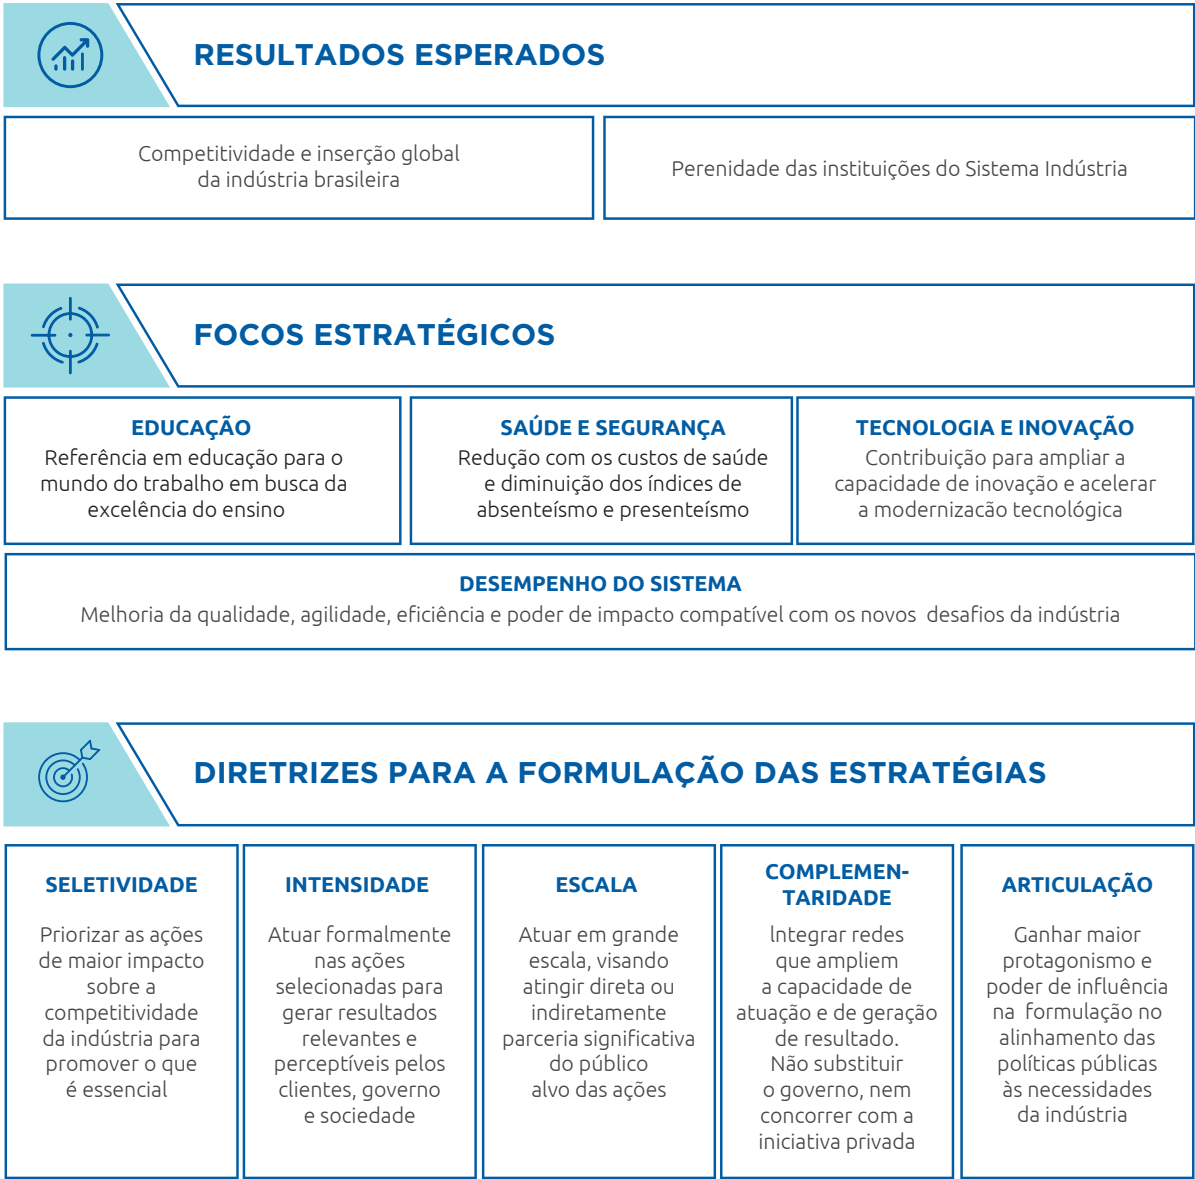 RESULTADOS ESPERADOS
Competitividade e inserção global
da indústria brasileira
Perenidade das instituições do Sistema Indústria
FOCOS ESTRATÉGICOS
EDUCAÇÃO
Referência em educação para o
mundo do trabalho em busca da
excelência do ensino
SAÚDE E SEGURANÇA
Redução com os custos de saúde
e diminuição dos índices de
absenteísmo e presenteísmo
TECNOLOGIA E INOVAÇÃO
Contribuição para ampliar a
capacidade de inovação e acelerar
a modernizacão tecnológica
DESEMPENHO DO SISTEMA
Melhoria da qualidade, agilidade, eficiência e poder de impacto compatível com os novos desafios da indústria
DIRETRIZES PARA A FORMULAÇÃO DAS ESTRATÉGIAS
SELETIVIDADE
Priorizar as ações
de maior impacto
sobre a
competitividade
da indústria para
promover o que
é essencial
INTENSIDADE
Atuar formalmente
nas ações
selecionadas para
gerar resultados
relevantes e
perceptíveis pelos
clientes, governo
e sociedade
ESCALA
Atuar em grande
escala, visando
atingir direta ou
indiretamente
parceria significativa
do público
alvo das ações
COMPLEMEN-
TARIDADE
Integrar redes
que ampliem
a capacidade de
atuação e de geração
de resultado.
Não substituir
o governo, nem
concorrer com a
iniciativa privada
ARTICULAÇÃO
Ganhar maior
protagonismo e
poder de influência
na formulação no
alinhamento das
políticas públicas
às necessidades
da indústria